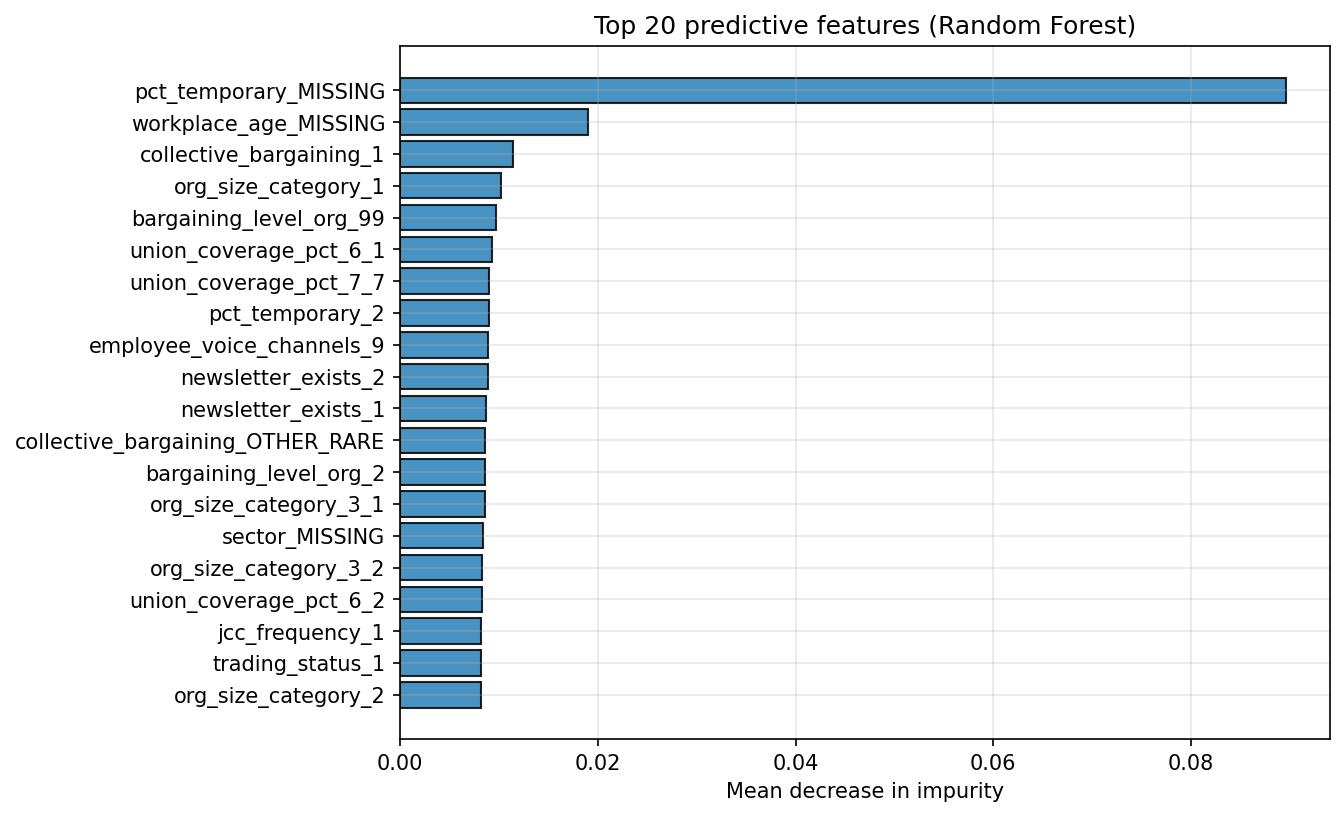 Top 20 predictive features (Random Forest)
pct_temporary_MISSING
workplace_age_MISSING
collective_bargaining_1
org_size_category_1
bargaining_level_org_99
union_coverage_pct_6_1
union_coverage_pct_7_7
pct_temporary_2
employee_voice_channels_9
newsletter_exists_2
newsletter_exists_1
collective_bargaining_OTHER_RARE
bargaining_level_org_2
org_size_category_3_1
sector_MISSING
org_size_category_3_2
union_coverage_pct_6_2
jcc_frequency_1
trading_status_1
org_size_category_2
0.00 0.02 0.04 0.06 0.08
Mean decrease in impurity